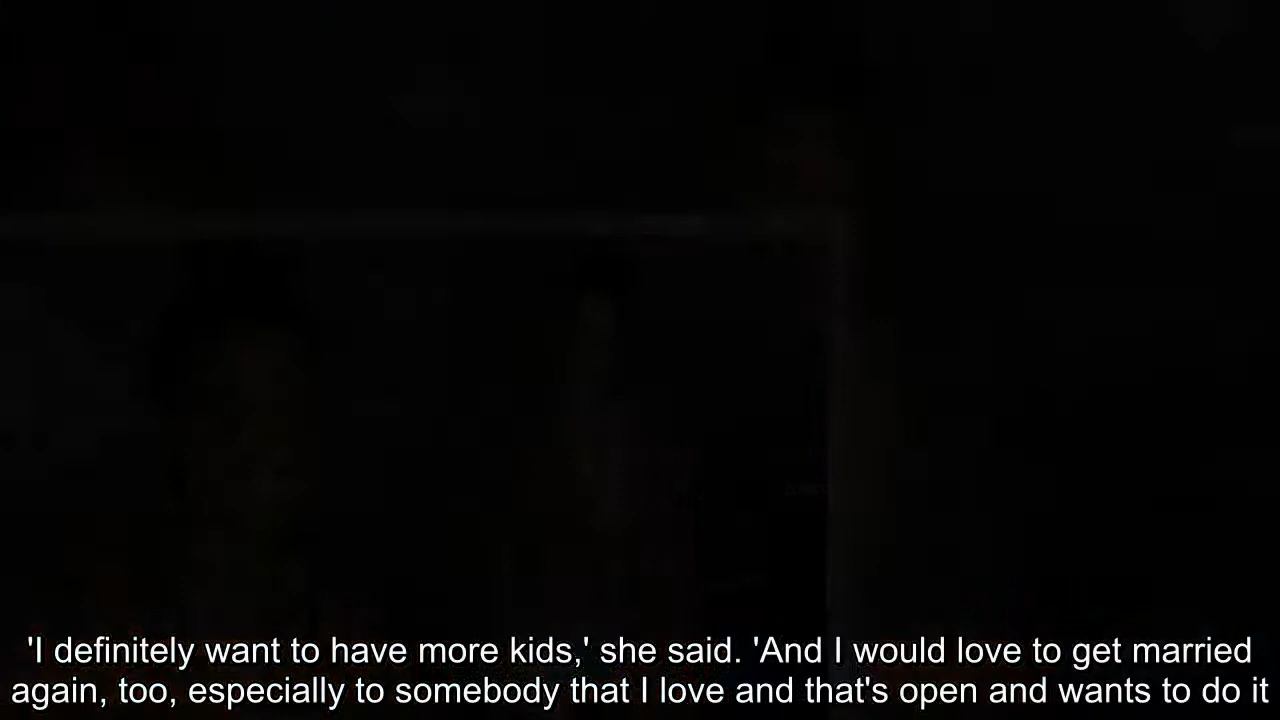 'I definitely want to have more kids,' she said. 'And I would love to get married
again, too, especially to somebody that I love and that's open and wants to do it